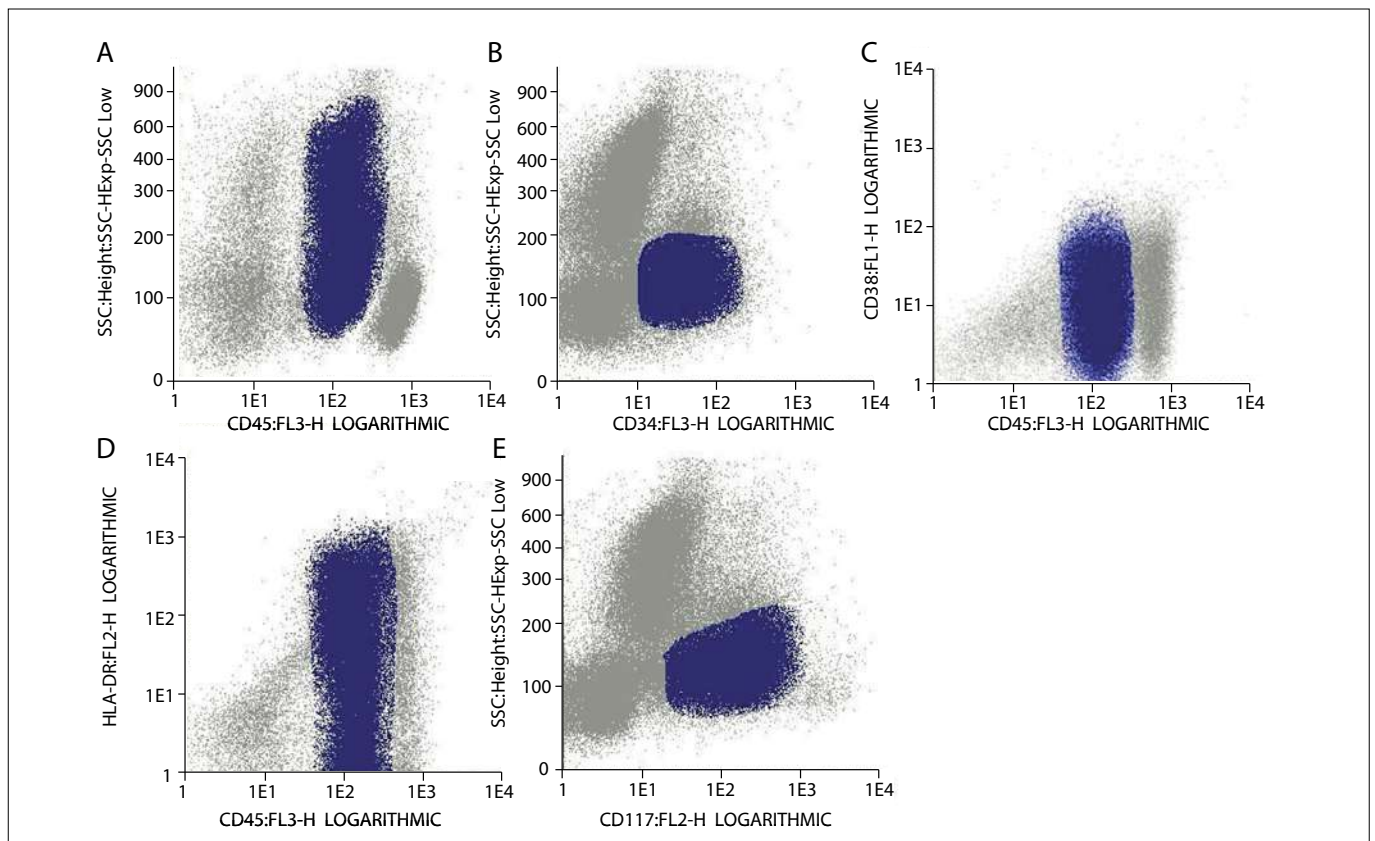 A
SSC:Height:SSC-HExp-SSC Low
900
600
400
300
200
100
0
1 1E1 1E2 1E3 1E4
CD45:FL3-H LOGARITHMIC
B
SSC:Height:SSC-HExp-SSC Low
900
600
400
300
200
100
0
1 1E1 1E2 1E3 1E4
CD34:FL3-H LOGARITHMIC
C
CD38:FL1-H LOGARITHMIC
1E4
1E3
1E2
1E1
1
1 1E1 1E2 1E3 1E4
CD45:FL3-H LOGARITHMIC
D
HLA-DR:FL2-H LOGARITHMIC
1E4
1E3
1E2
1E1
1
1 1E1 1E2 1E3 1E4
CD45:FL3-H LOGARITHMIC
E
SSC:Height:SSC-HExp-SSC Low
900
600
400
300
200
100
0
1 1E1 1E2 1E3 1E4
CD117:FL2-H LOGARITHMIC